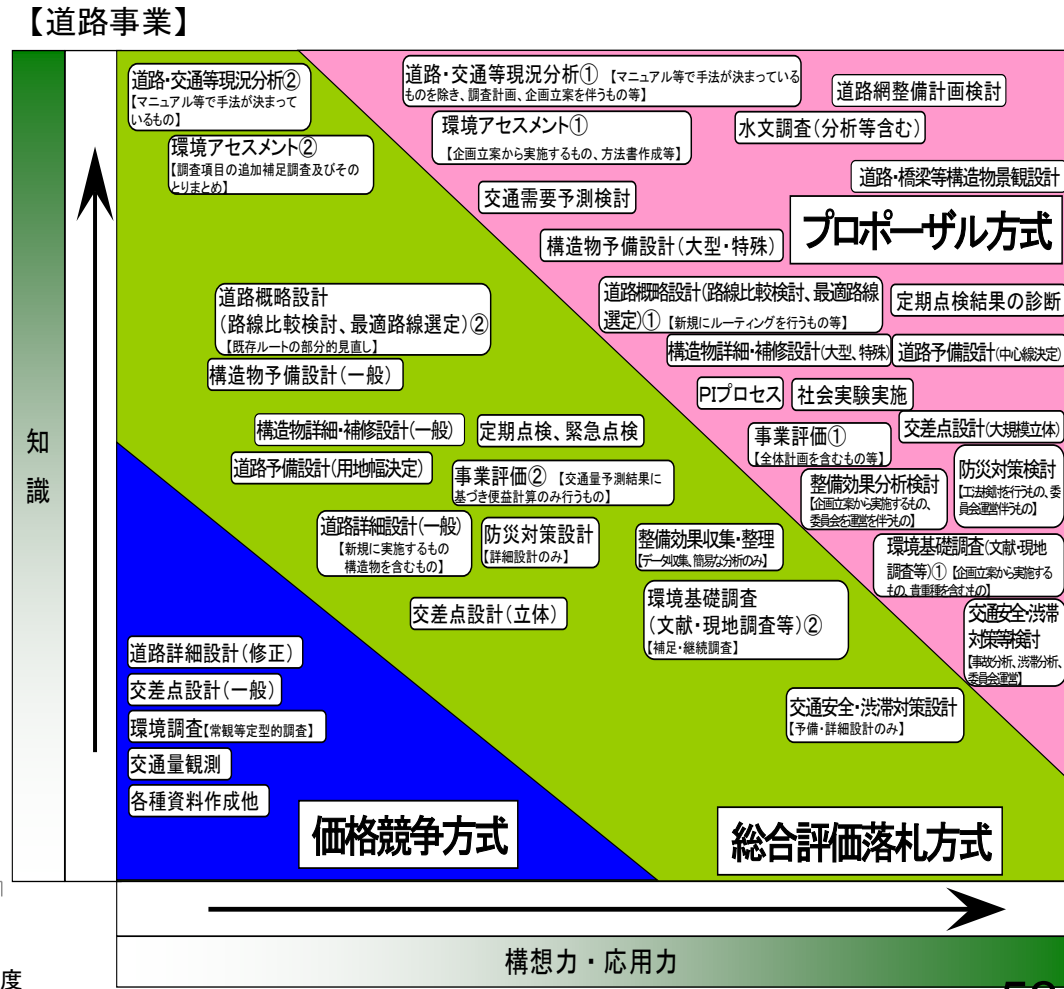 【道路事業】
道路・交通等現況分析②
【マニュアル等で手法が決まって
いるもの】
環境アセスメント②
【調査項目の追加補足調査及びその
とりまとめ】
道路・交通等現況分析① 【マニュアル等で手法が決まっている
ものを除き、調査計画、企画立案を伴うもの等】
環境アセスメント①
【企画立案から実施するもの、方法書作成等】
道路網整備計画検討
水文調査(分析等含む)
道路・橋梁等構造物景観設計
交通需要予測検討
プロポーザル方式
構造物予備設計(大型・特殊)
道路概略設計
(路線比較検討、最適路線選定)②
【既存ルートの部分的見直し】
道路概略設計(路線比較検討、最適路線
選定)① 【新規にルーティングを行うもの等】
定期点検結果の診断
構造物詳細・補修設計(大型、特殊)
道路予備設計(中心線決定)
構造物予備設計(一般)
PIプロセス
社会実験実施
構造物詳細・補修設計(一般)
定期点検、緊急点検
事業評価①
【全体計画を含むもの等】
交差点設計(大規模立体)
道路予備設計(用地幅決定)
事業評価② 【交通量予測結果に
基づき便益計算のみ行うもの】
整備効果分析検討
【企画立案から実施するもの、
委員会を運営を伴うもの】
防災対策検討
【工法検討を行うもの、委
員会運営伴うもの】
道路詳細設計(一般)
【新規に実施するもの
構造物を含むもの】
防災対策設計
【詳細設計のみ】
整備効果収集・整理
【データ収集、簡易な分析のみ】
環境基礎調査(文献・現地
調査等)① 【企画立案から実施する
もの、貴重種を含むもの】
交差点設計(立体)
環境基礎調査
(文献・現地調査等)②
【補足・継続調査】
交通安全・渋滞
対策等検討
【事故分析、渋滞分析、
委員会運営】
道路詳細設計(修正)
交差点設計(一般)
環境調査【常観等定型的調査】
交通量観測
各種資料作成他
交通安全・渋滞対策設計
【予備・詳細設計のみ】
価格競争方式
総合評価落札方式
知
識
構想力・応用力
度